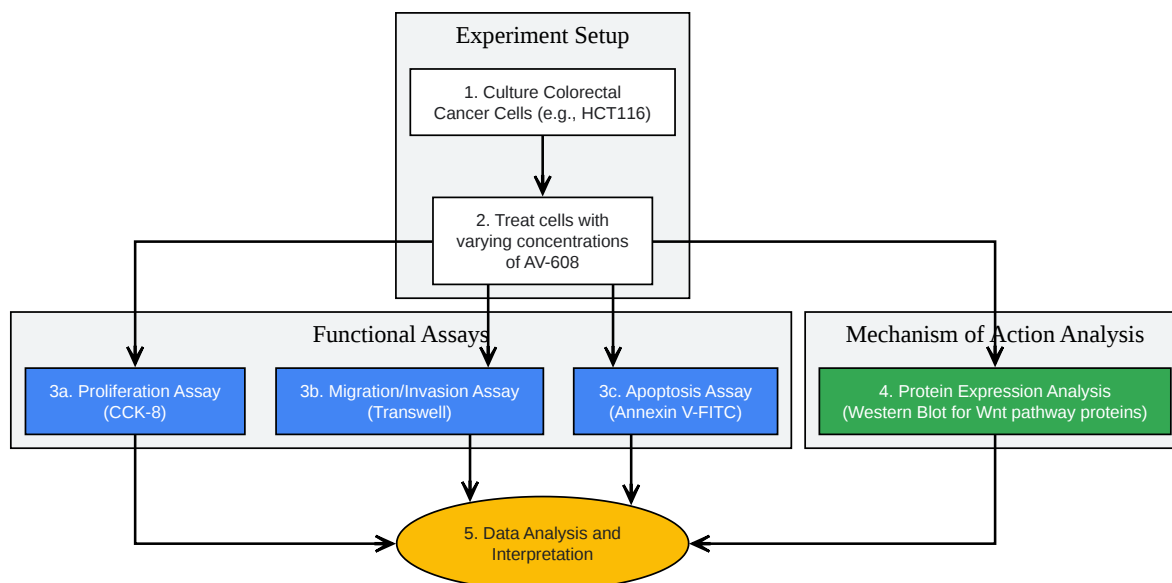 Experiment Setup
1. Culture Colorectal
Cancer Cells (e.g., HCT116)
2. Treat cells with
varying concentrations
of AV-608
Functional Assays
3a. Proliferation Assay
(CCK-8)
3b. Migration/Invasion Assay
(Transwell)
3c. Apoptosis Assay
(Annexin V-FITC)
Mechanism of Action Analysis
4. Protein Expression Analysis
(Western Blot for Wnt pathway proteins)
5. Data Analysis and
Interpretation